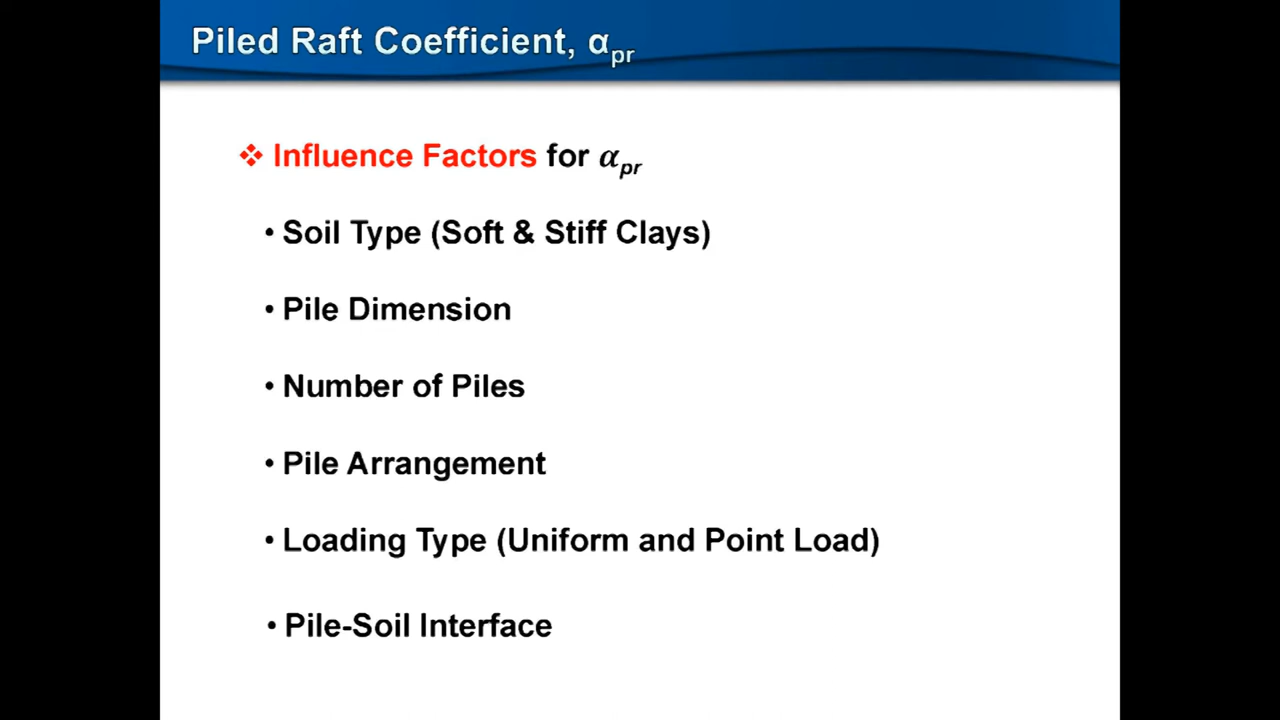 Piled Raft Coefficient, αpr
❖ Influence Factors for αpr
• Soil Type (Soft & Stiff Clays)
• Pile Dimension
• Number of Piles
• Pile Arrangement
• Loading Type (Uniform and Point Load)
• Pile-Soil Interface